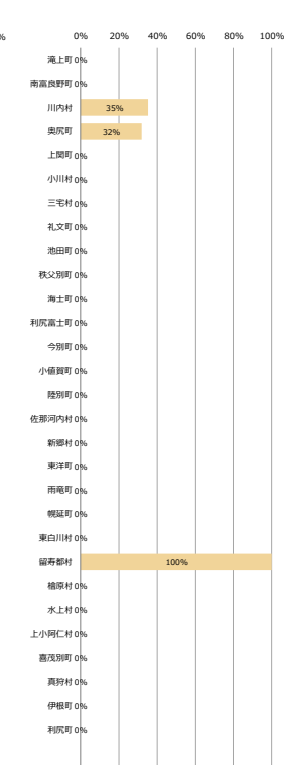 % 0% 20% 40% 60% 80% 100%
滝上町 0%
南富良野町 0%
川内村 35%
奥尻町 32%
上関町 0%
小川村 0%
三宅村 0%
礼文町 0%
池田町 0%
秩父別町 0%
海士町 0%
利尻富士町 0%
今別町 0%
小値賀町 0%
陸別町 0%
佐那河内村 0%
新郷村 0%
東洋町 0%
雨竜町 0%
幌延町 0%
東白川村 0%
留寿都村 100%
檜原村 0%
水上村 0%
上小阿仁村 0%
喜茂別町 0%
真狩村 0%
伊根町 0%
利尻町 0%